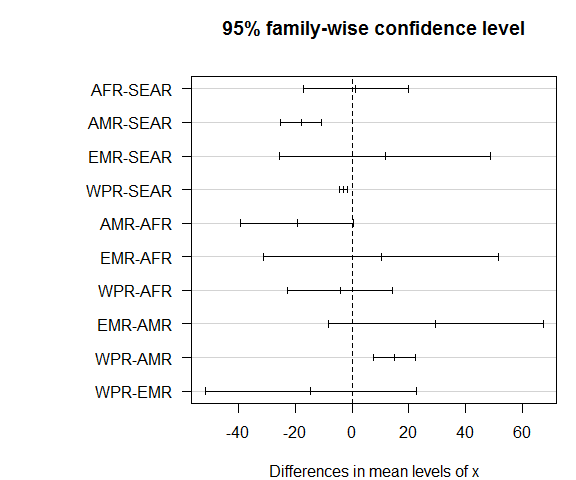 95% family-wise confidence level
AFR-SEAR
AMR-SEAR
EMR-SEAR
WPR-SEAR
AMR-AFR
EMR-AFR
WPR-AFR
EMR-AMR
WPR-AMR
WPR-EMR
-40 -20 0 20 40 60
Differences in mean levels of x